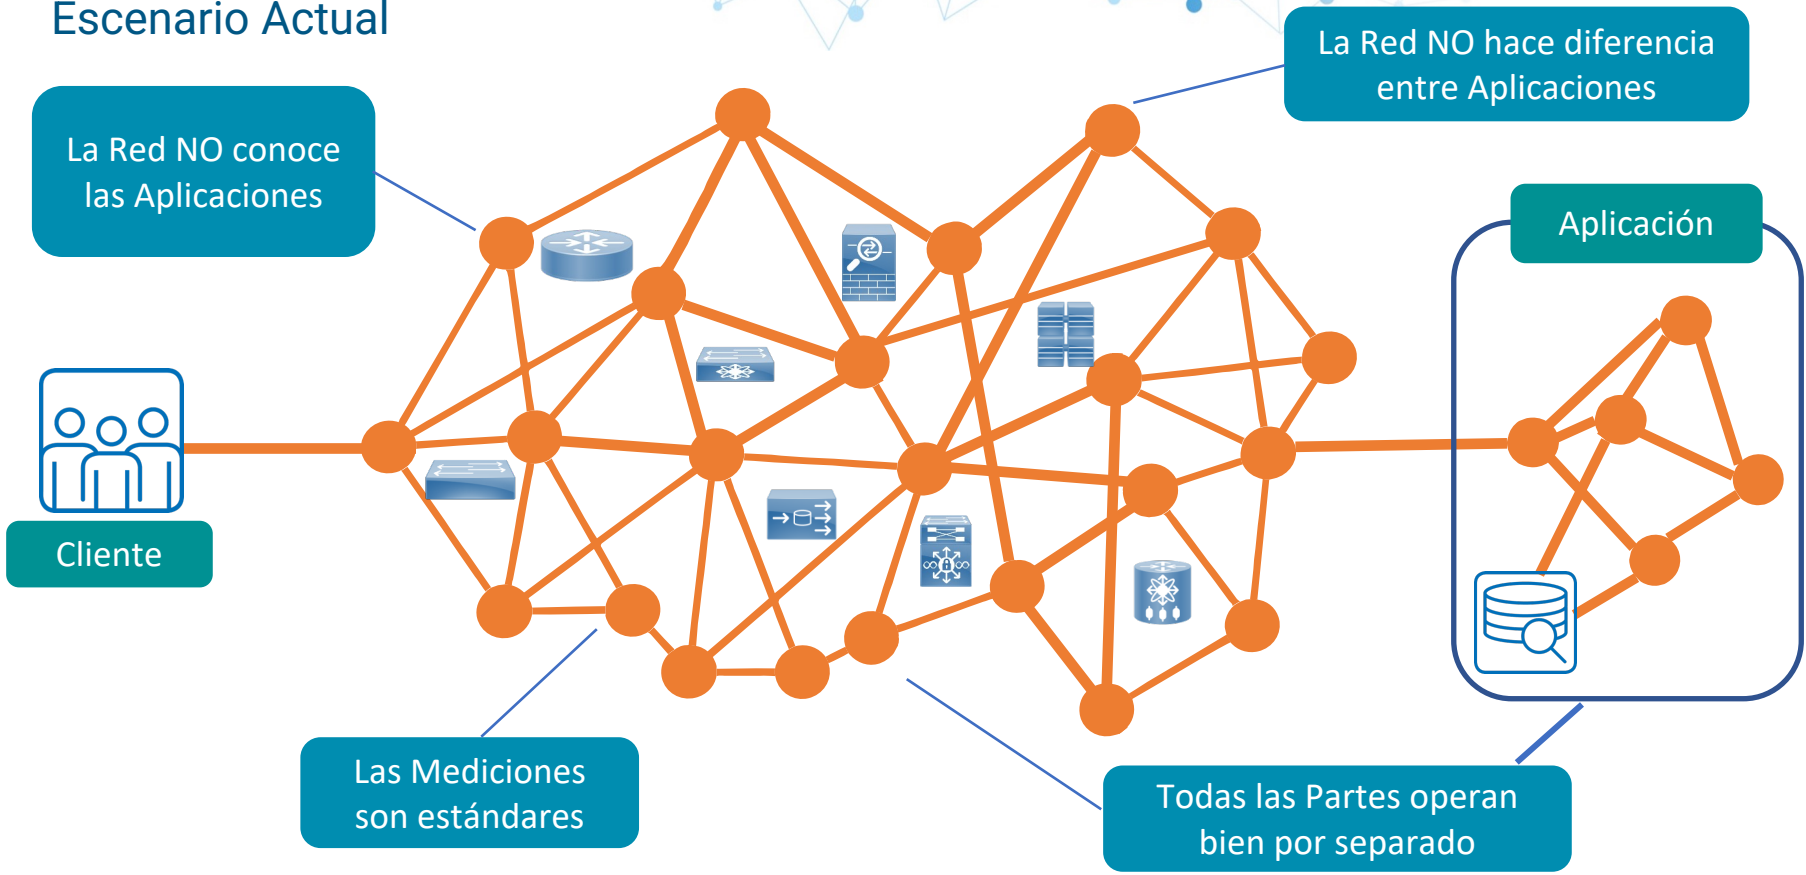 Escenario Actual
La Red NO hace diferencia
entre Aplicaciones
La Red NO conoce
las Aplicaciones
Aplicación
Cliente
Las Mediciones
son estándares
Todas las Partes operan
bien por separado